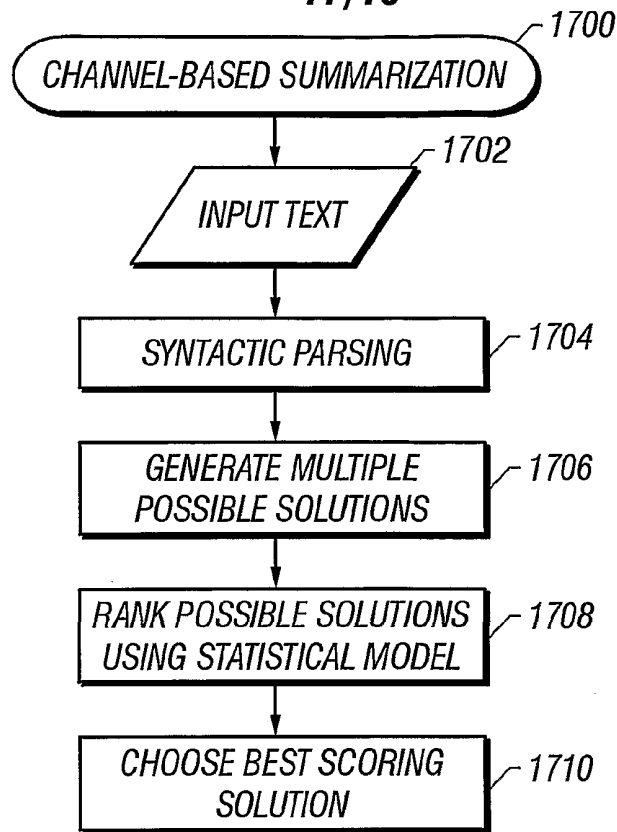 1700
CHANNEL-BASED SUMMARIZATION
1702
INPUT TEXT
SYNTACTIC PARSING
1704
GENERATE MULTIPLE
POSSIBLE SOLUTIONS
1706
RANK POSSIBLE SOLUTIONS
USING STATISTICAL MODEL
1708
CHOOSE BEST SCORING
SOLUTION
1710